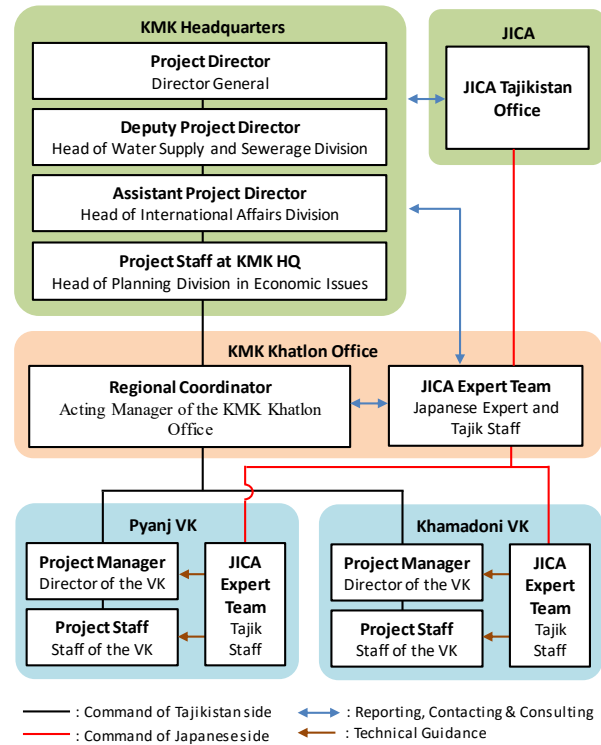 KMK Headquarters
Project Director
Director General
Deputy Project Director
Head of Water Supply and Sewerage Division
Assistant Project Director
Head of International Affairs Division
Project Staff at KMK HQ
Head of Planning Division in Economic Issues
JICA
JICA Tajikistan
Office
KMK Khatlon Office
Regional Coordinator
Acting Manager of the KMK Khatlon
Office
JICA Expert Team
Japanese Expert and
Tajik Staff
Pyanj VK
Project Manager
Director of the VK
Project Staff
Staff of the VK
JICA
Expert
Team
Tajik
Staff
Khamadoni VK
Project Manager
Director of the VK
Project Staff
Staff of the VK
JICA
Expert
Team
Tajik
Staff
: Command of Tajikistan side
: Command of Japanese side
: Reporting, Contacting & Consulting
: Technical Guidance